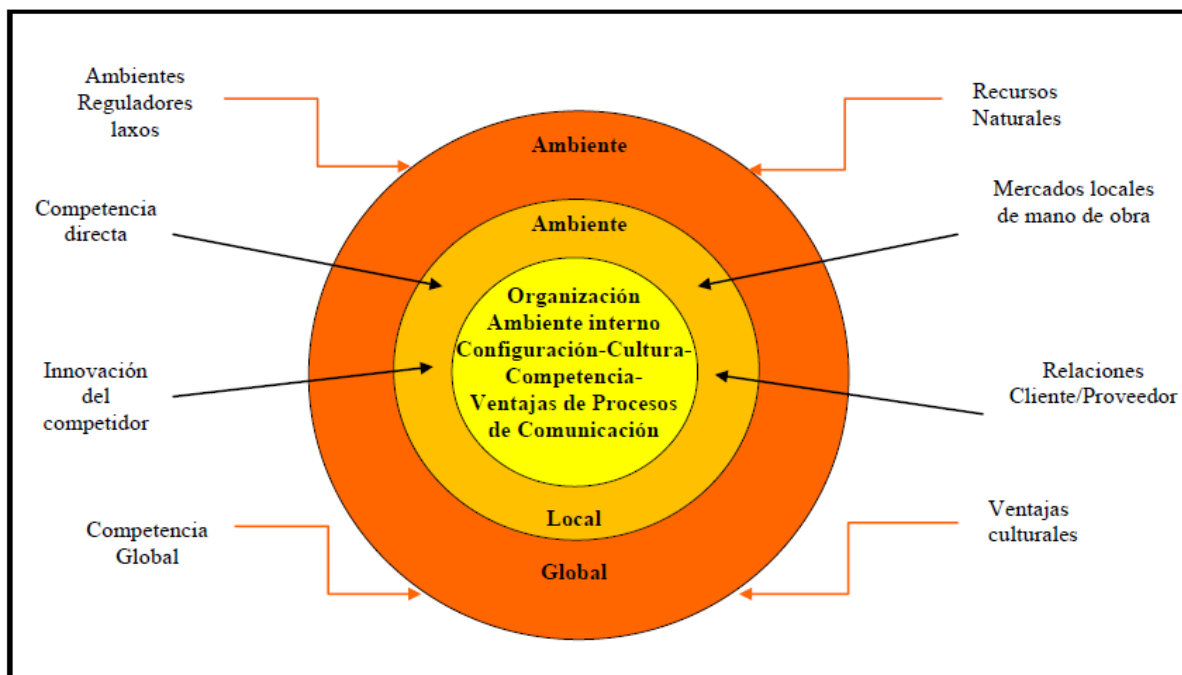 Ambientes
Reguladores
laxos
Recursos
Naturales
Ambiente
Mercados locales
de mano de obra
Competencia
directa
Ambiente
Organización
Ambiente interno
Configuración-Cultura-
Competencia-
Ventajas de Procesos
de Comunicación
Innovación
del
competidor
Relaciones
Cliente/Proveedor
Local
Competencia
Global
Ventajas
culturales
Global